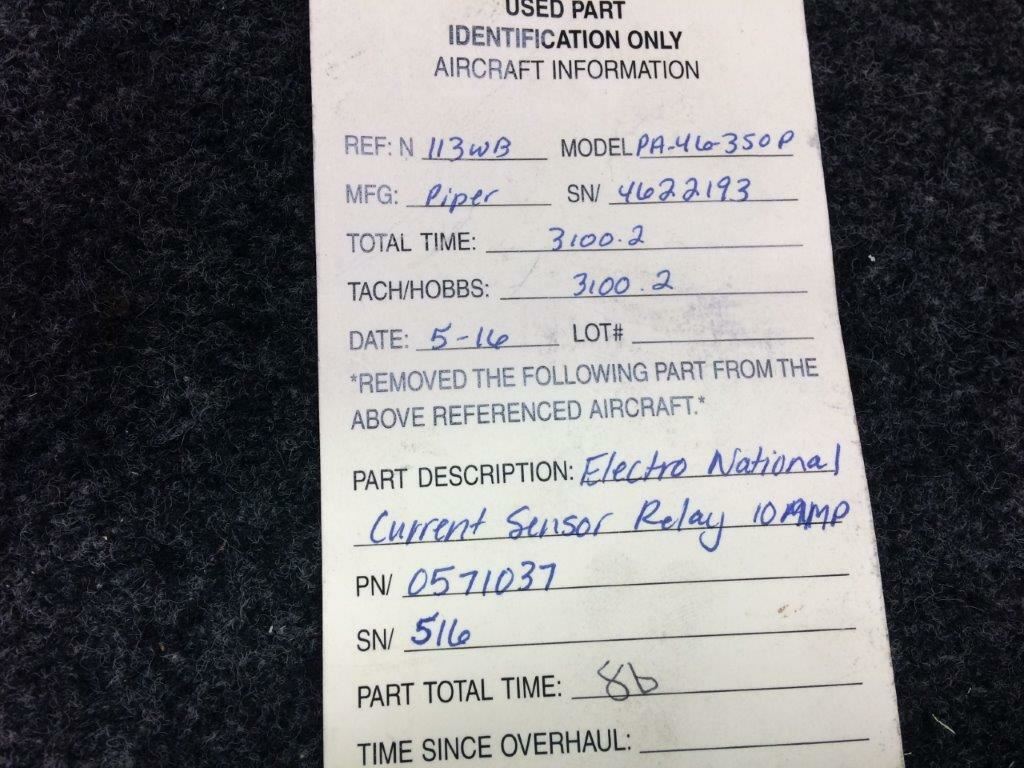 USED PART
IDENTIFICATION ONLY
AIRCRAFT INFORMATION
REF: N 113WB MODEL PA-46-350P
MFG: Piper SN/ 4622193
TOTAL TIME: 3100.2
TACH/HOBBS: 3100.2
DATE: 5-16 LOT#
*REMOVED THE FOLLOWING PART FROM THE
ABOVE REFERENCED AIRCRAFT.*
PART DESCRIPTION: Electro National
Current Sensor Relay 10AMP
PN/ 0571037
SN/ 516
PART TOTAL TIME: 86
TIME SINCE OVERHAUL: